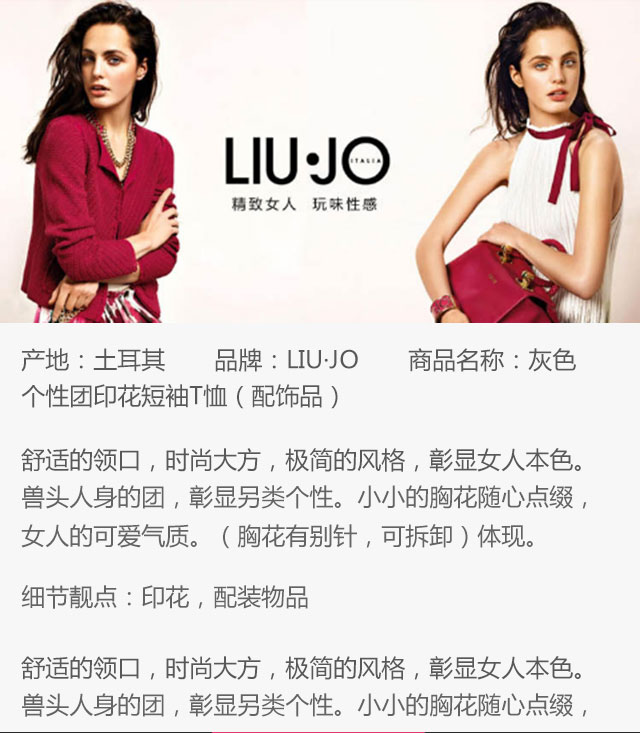 LIU·JO
ITALIA
精致女人 玩味性感
产地：土耳其 品牌：LIU·JO 商品名称：灰色
个性团印花短袖T恤（配饰品）
舒适的领口，时尚大方，极简的风格，彰显女人本色。
兽头人身的团，彰显另类个性。小小的胸花随心点缀，
女人的可爱气质。（胸花有别针，可拆卸）体现。
细节靓点：印花，配装物品
舒适的领口，时尚大方，极简的风格，彰显女人本色。
兽头人身的团，彰显另类个性。小小的胸花随心点缀，